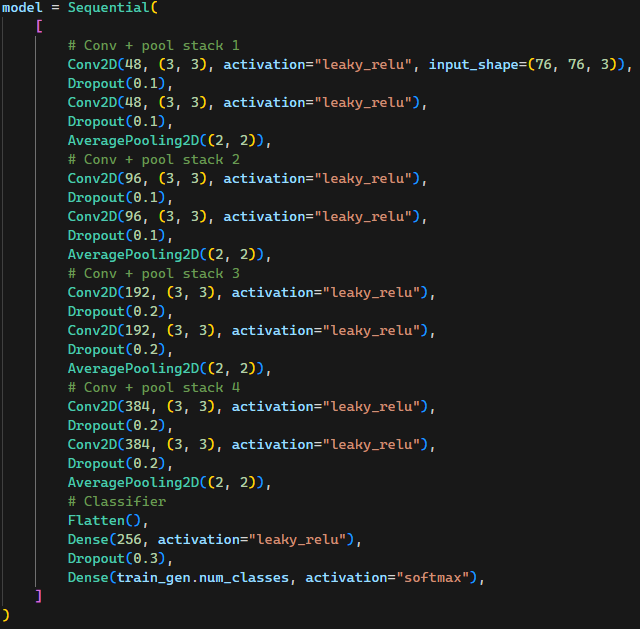 model = Sequential(
    [
        # Conv + pool stack 1
        Conv2D(48, (3, 3), activation="leaky_relu", input_shape=(76, 76, 3)),
        Dropout(0.1),
        Conv2D(48, (3, 3), activation="leaky_relu"),
        Dropout(0.1),
        AveragePooling2D((2, 2)),
        # Conv + pool stack 2
        Conv2D(96, (3, 3), activation="leaky_relu"),
        Dropout(0.1),
        Conv2D(96, (3, 3), activation="leaky_relu"),
        Dropout(0.1),
        AveragePooling2D((2, 2)),
        # Conv + pool stack 3
        Conv2D(192, (3, 3), activation="leaky_relu"),
        Dropout(0.2),
        Conv2D(192, (3, 3), activation="leaky_relu"),
        Dropout(0.2),
        AveragePooling2D((2, 2)),
        # Conv + pool stack 4
        Conv2D(384, (3, 3), activation="leaky_relu"),
        Dropout(0.2),
        Conv2D(384, (3, 3), activation="leaky_relu"),
        Dropout(0.2),
        AveragePooling2D((2, 2)),
        # Classifier
        Flatten(),
        Dense(256, activation="leaky_relu"),
        Dropout(0.3),
        Dense(train_gen.num_classes, activation="softmax"),
    ]
)